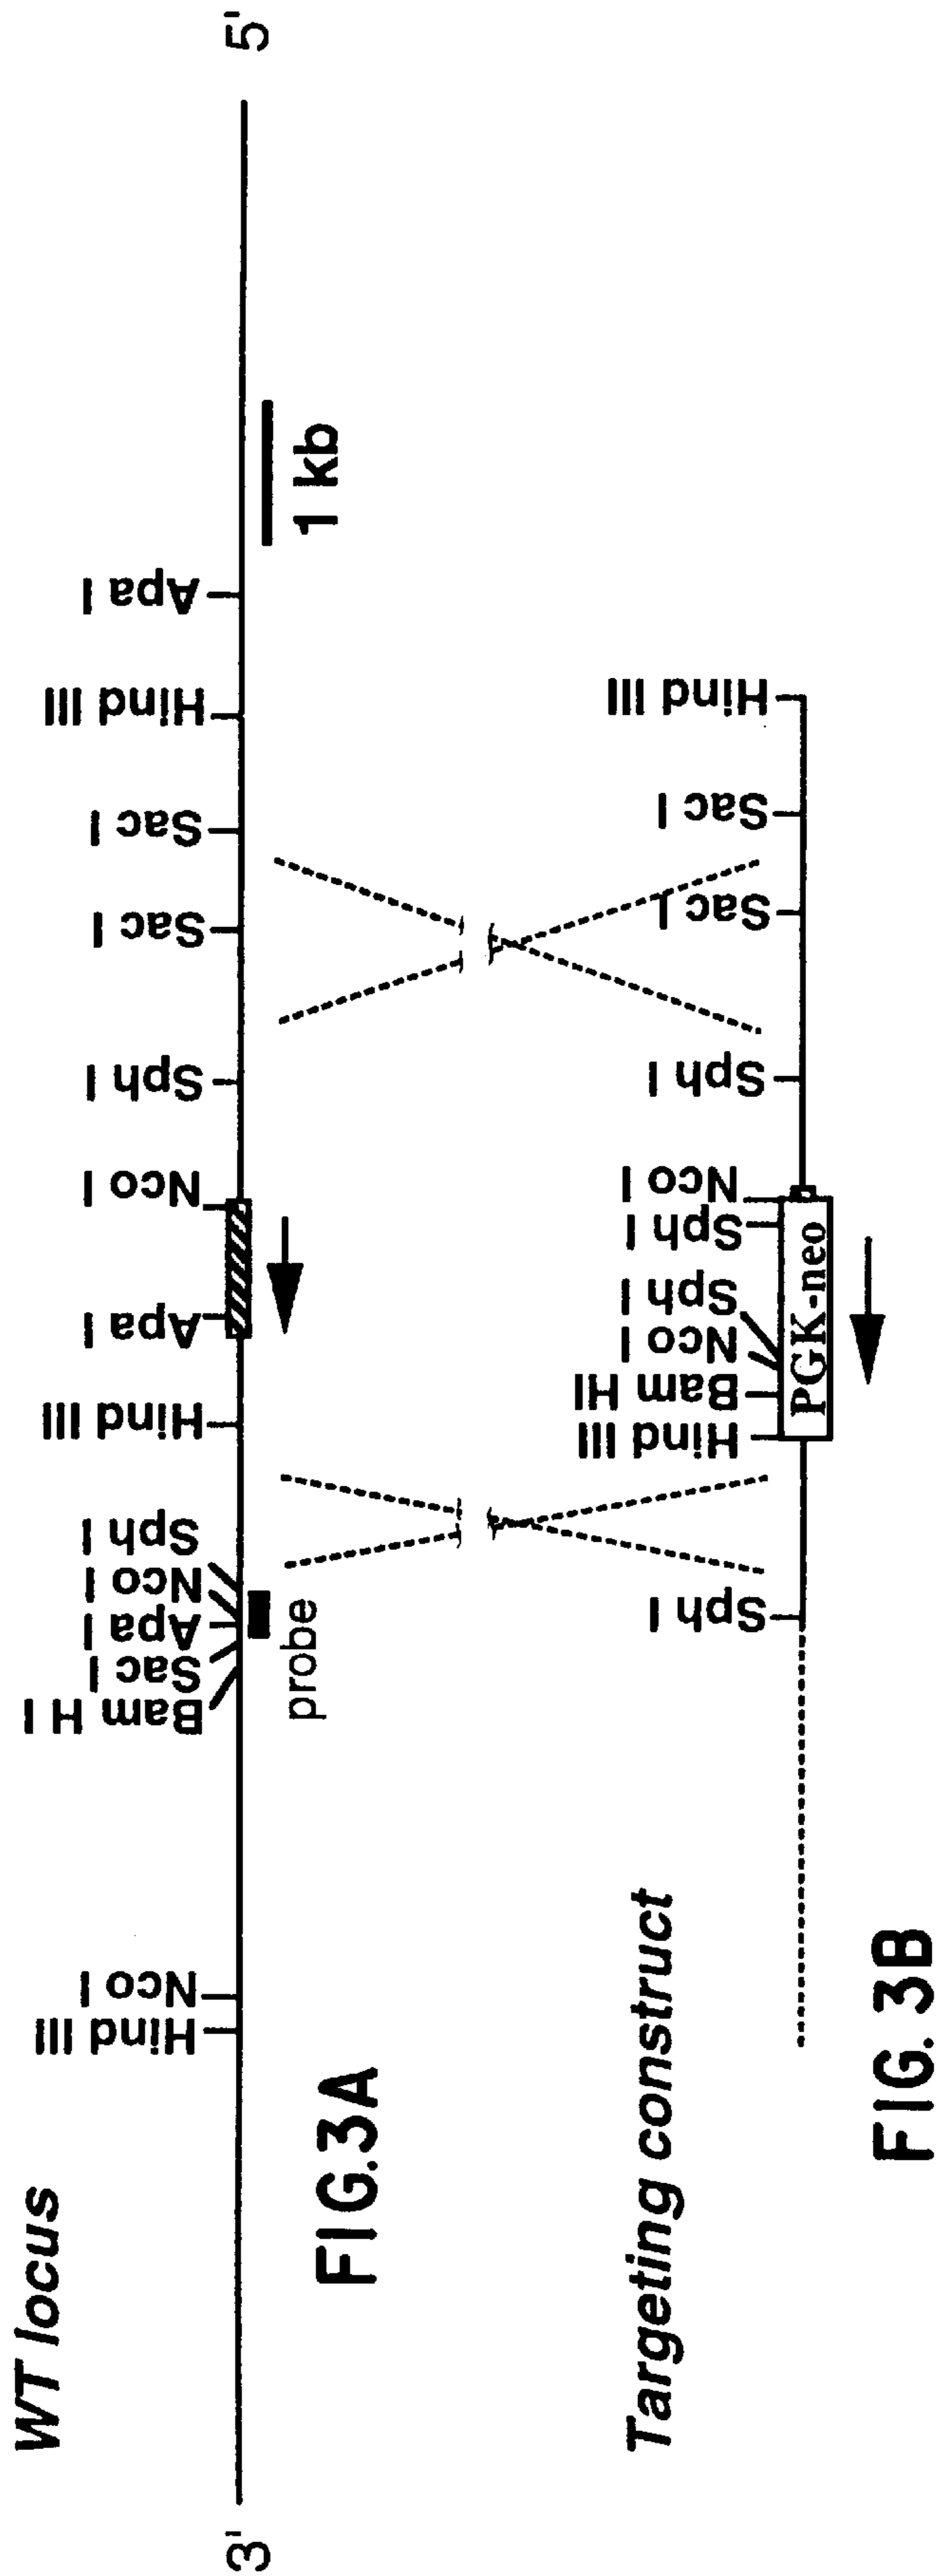 WT locus
3'
Hind III
Nco I
Bam H I
Sac I
Apa I
Nco I
Sph I
Hind III
Apa I
Nco I
Sph I
Sac I
Sac I
Hind III
Apa I
5'
probe
1 kb
FIG.3A
Targeting construct
Sph I
Hind III
Bam HI
Nco I
Sph I
Sph I
Nco I
Sph I
Sac I
Sac I
Hind III
PGK-neo
FIG. 3B